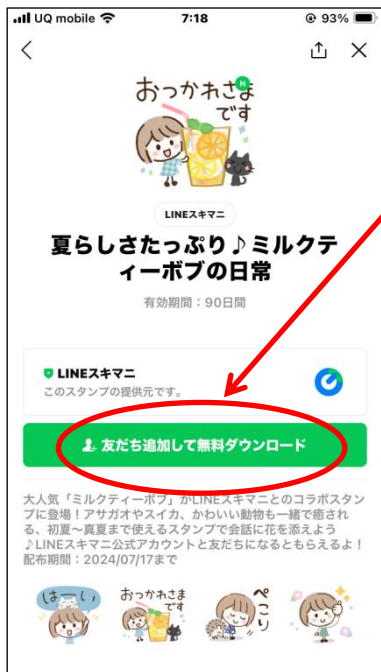 UQ mobile 7:18 93%
おつかれさま
です
N
LINEスキマニ
夏らしさたっぷり♪ミルクテ
ィーボブの日常
有効期間：90日間
LINEスキマニ
このスタンプの提供元です。
友だち追加して無料ダウンロード
大人気「ミルクティーボブ」がLINEスキマニとのコラボスタン
プに登場！アサガオやスイカ、かわいい動物も一緒で癒され
る、初夏～真夏まで使えるスタンプで会話に花を添えよう
♪LINEスキマニ公式アカウントと友だちになるともらえるよ！
配布期間：2024/07/17まで
はーい
おつかれさま
です
ぺこり